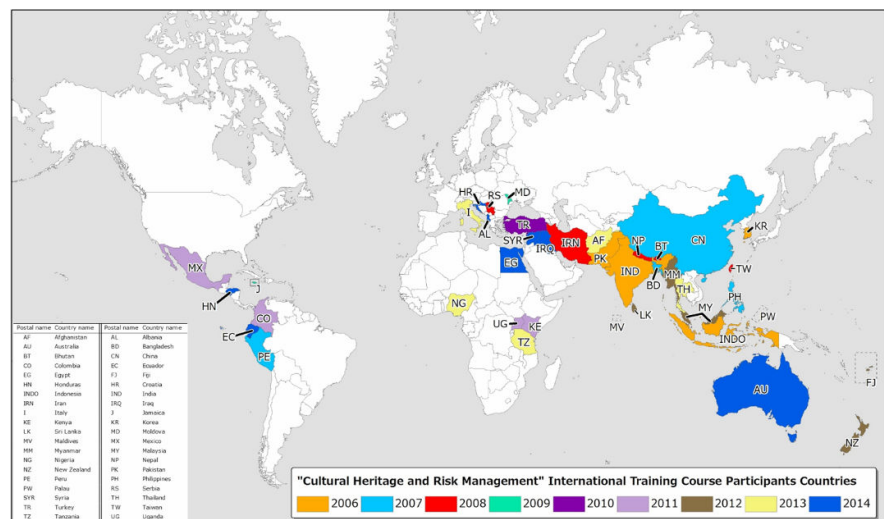 HR
RS
MD
I
AL
TR
SYR
IRQ
IRN
AF
PK
NP
BT
CN
KR
EG
IND
BD
MM
TW
MX
J
HN
NG
TH
PH
CO
UG
KE
LK
MY
PW
MV
EC
TZ
INDO
PE
AU
FJ
NZ
Postal name Country name Postal name Country name
AF Afghanistan AL Albania
AU Australia BD Bangladesh
BT Bhutan CN China
CO Colombia EC Ecuador
EG Egypt FJ Fiji
HN Honduras HR Croatia
INDO Indonesia IND India
IRN Iran IRQ Iraq
I Italy J Jamaica
KE Kenya KR Korea
LK Sri Lanka MD Moldova
MV Maldives MX Mexico
MM Myanmar MY Malaysia
NG Nigeria NP Nepal
NZ New Zealand PK Pakistan
PE Peru PH Philippines
PW Palau RS Serbia
SYR Syria TH Thailand
TR Turkey TW Taiwan
TZ Tanzania UG Uganda
"Cultural Heritage and Risk Management" International Training Course Participants Countries
2006 2007 2008 2009 2010 2011 2012 2013 2014